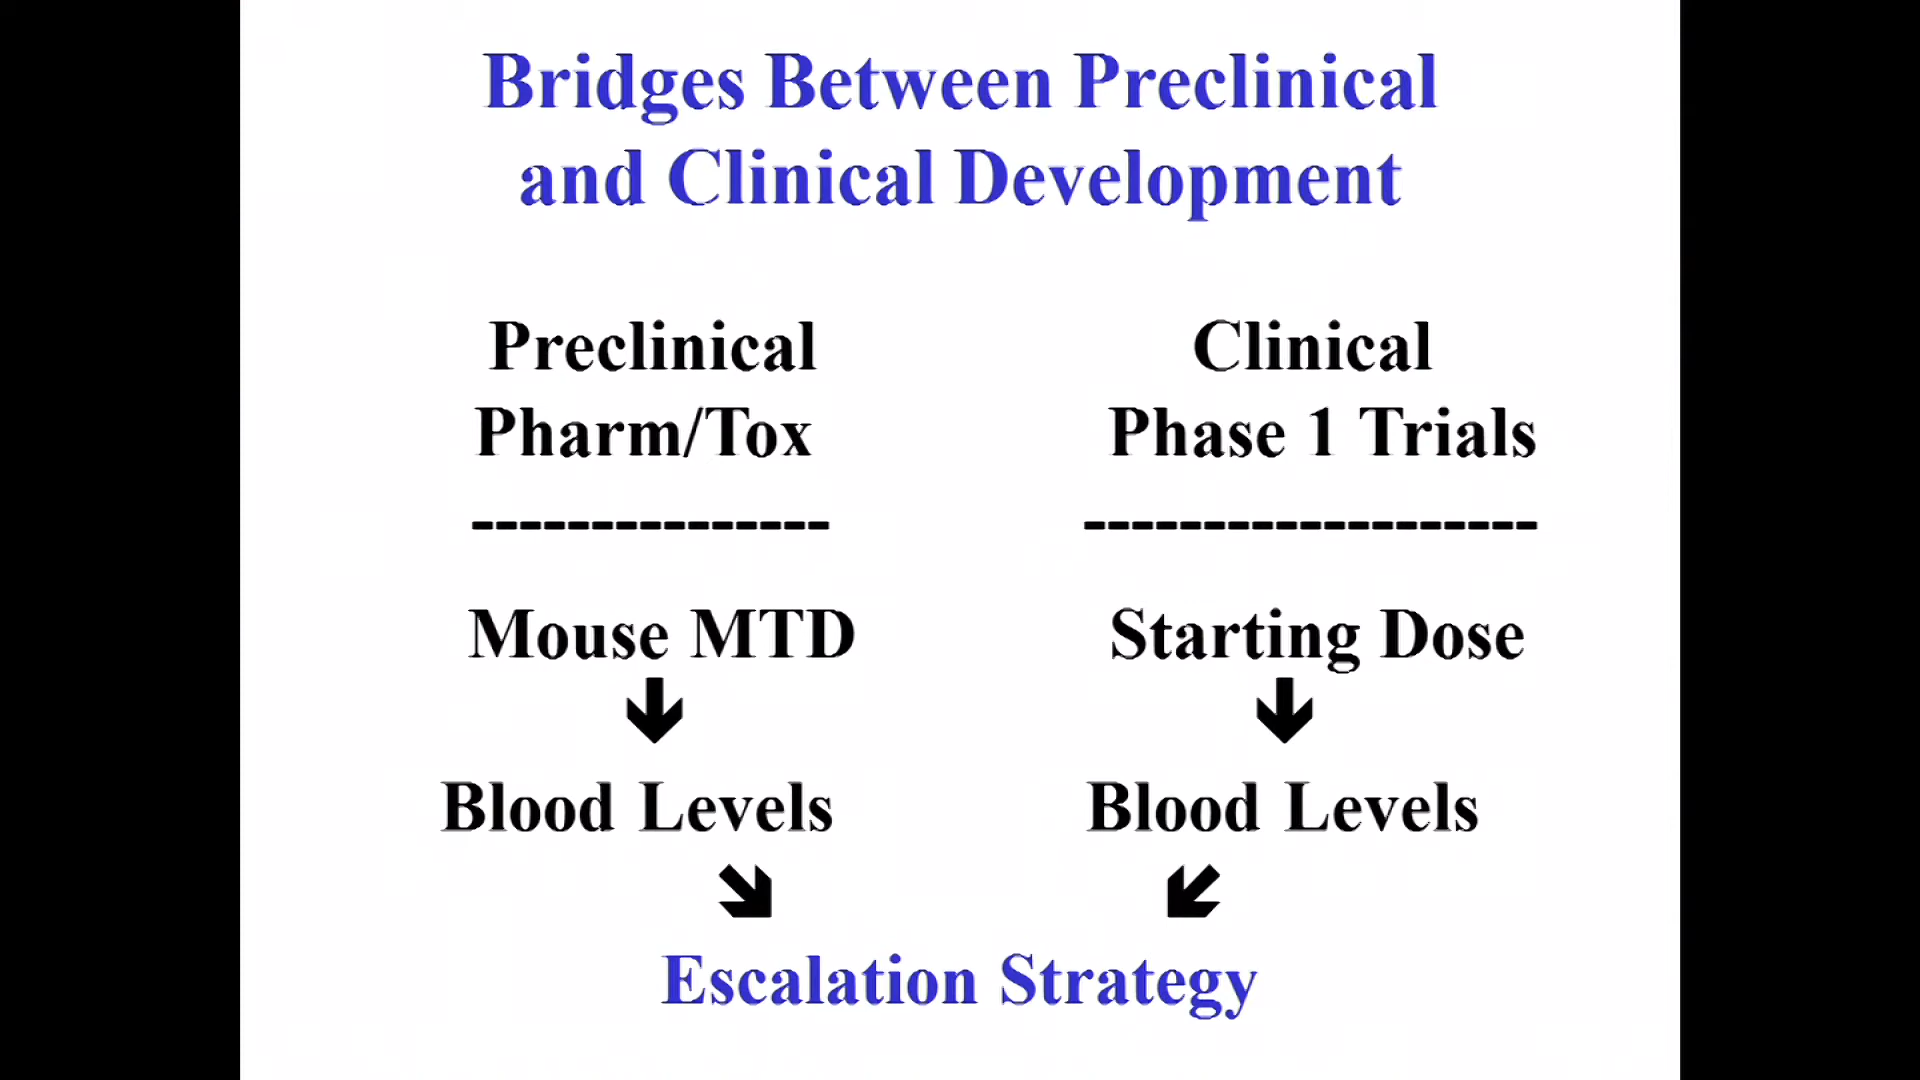 Bridges Between Preclinical
and Clinical Development
Preclinical
Pharm/Tox
---------------
Mouse MTD
Blood Levels
Clinical
Phase 1 Trials
-------------------
Starting Dose
Blood Levels
Escalation Strategy